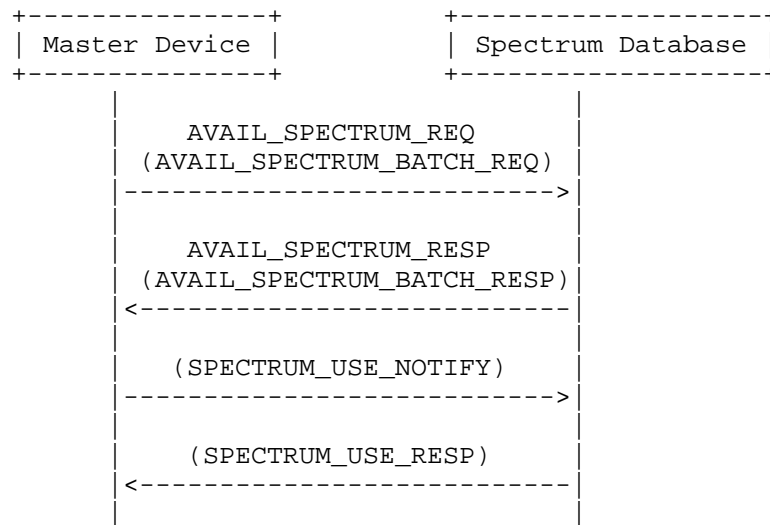 Master Device
Spectrum Database
AVAIL_SPECTRUM_REQ
(AVAIL_SPECTRUM_BATCH_REQ)
AVAIL_SPECTRUM_RESP
(AVAIL_SPECTRUM_BATCH_RESP)
(SPECTRUM_USE_NOTIFY)
(SPECTRUM_USE_RESP)